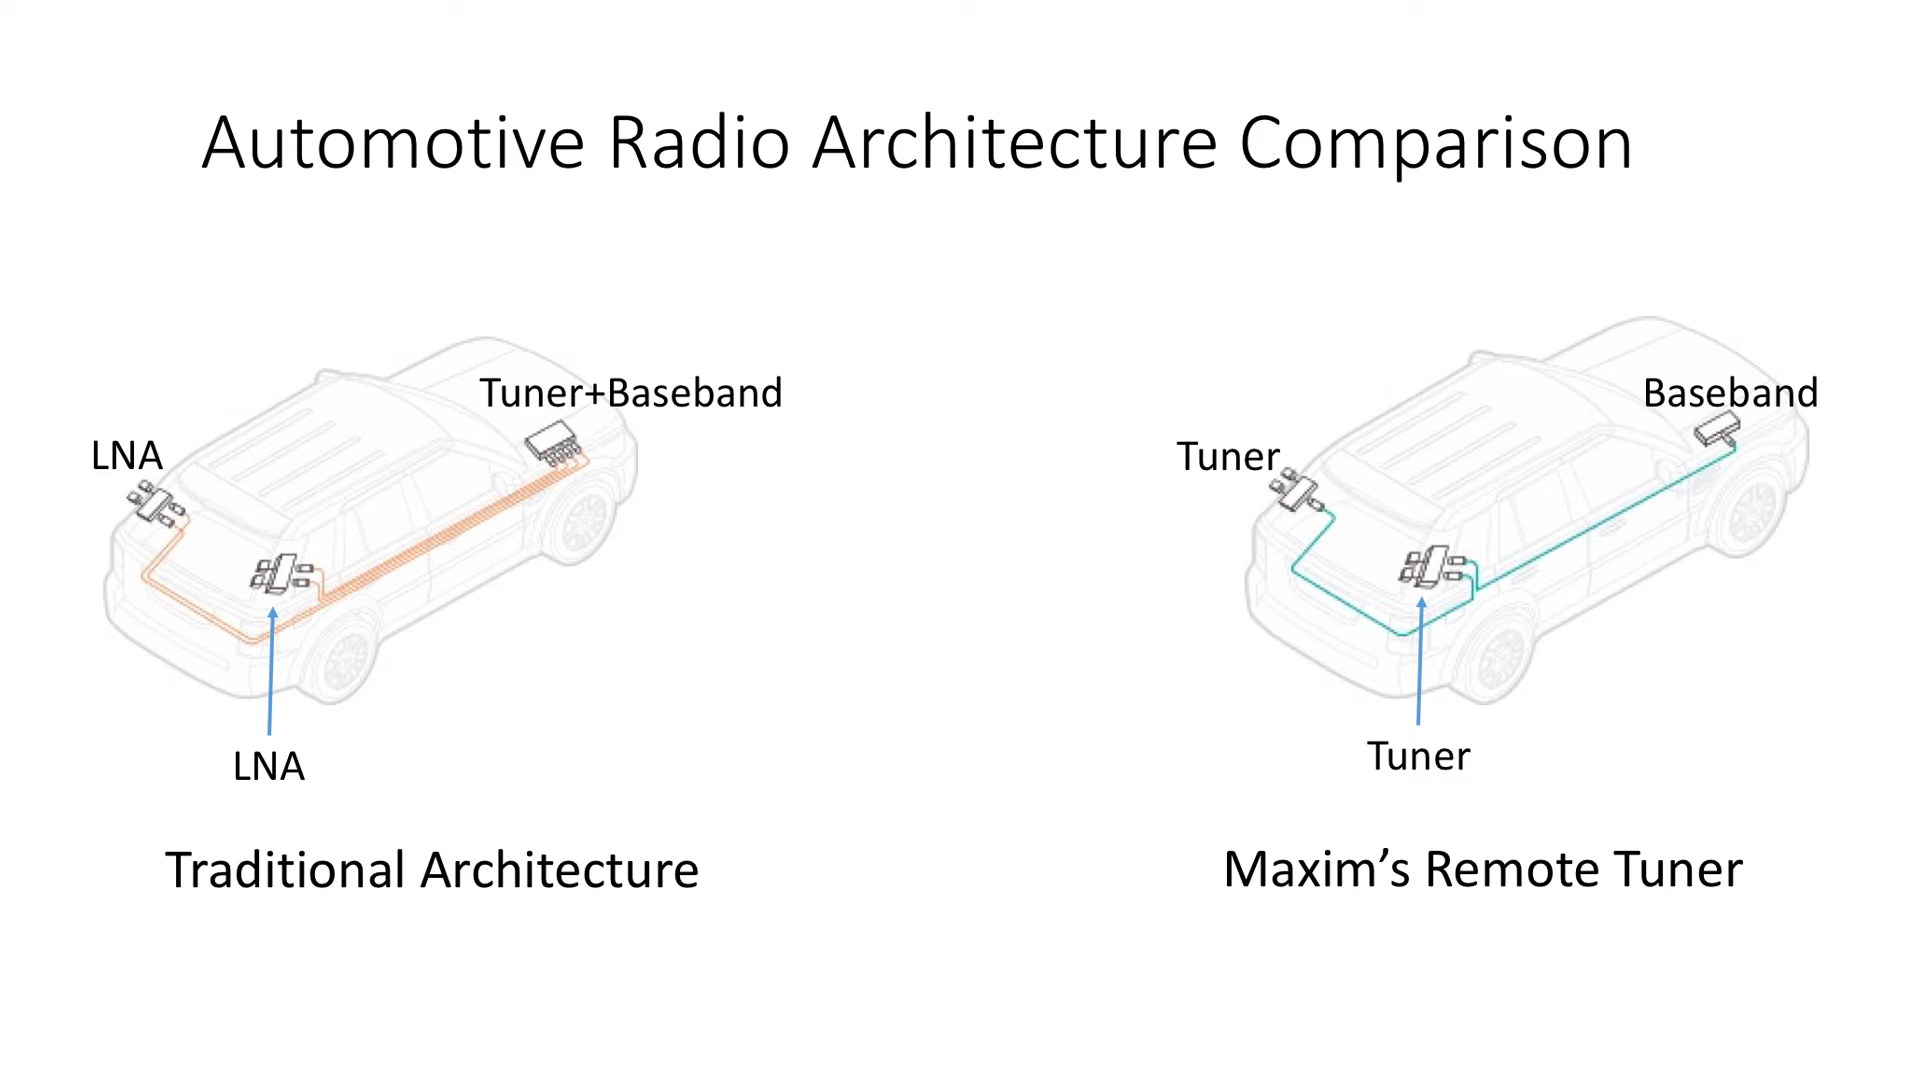 Automotive Radio Architecture Comparison
Tuner+Baseband
LNA
LNA
Traditional Architecture
Baseband
Tuner
Tuner
Maxim’s Remote Tuner